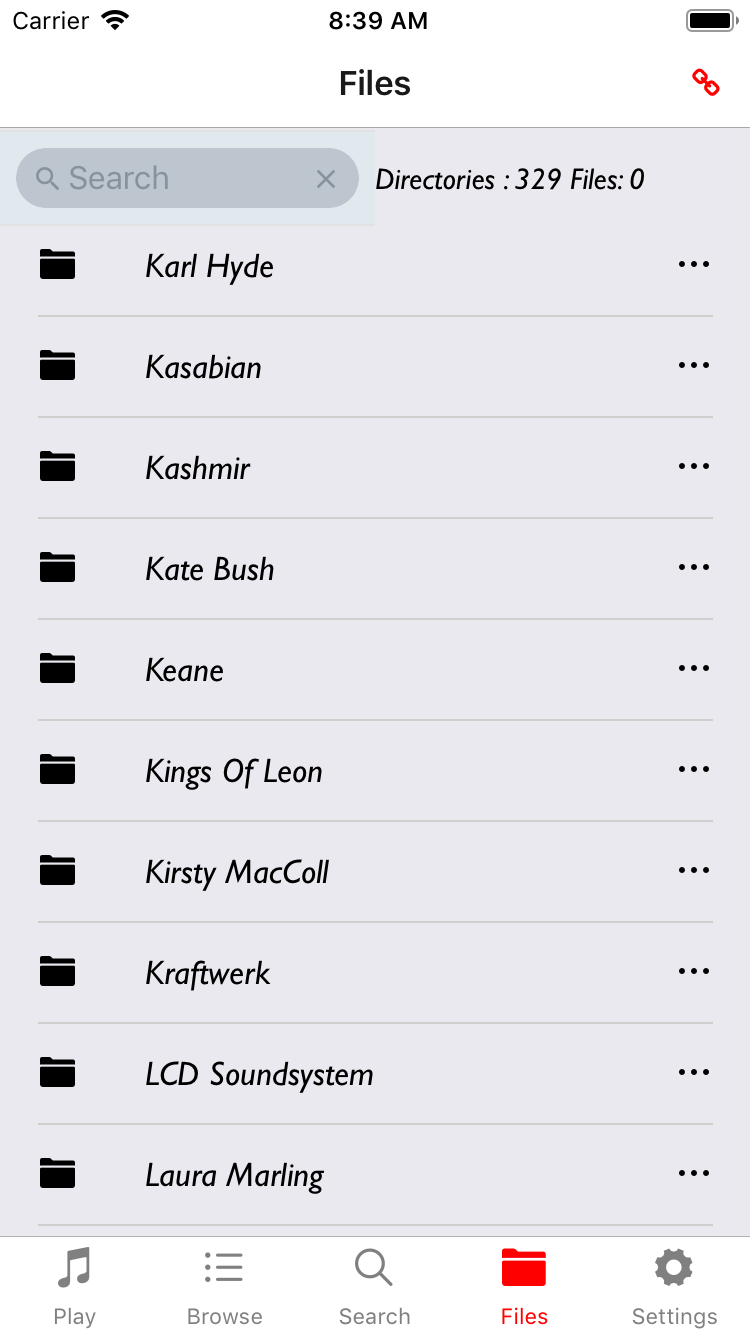 Carrier 8:39 AM
Files
Search Directories : 329 Files: 0
Karl Hyde
Kasabian
Kashmir
Kate Bush
Keane
Kings Of Leon
Kirsty MacColl
Kraftwerk
LCD Soundsystem
Laura Marling
Play Browse Search Files Settings